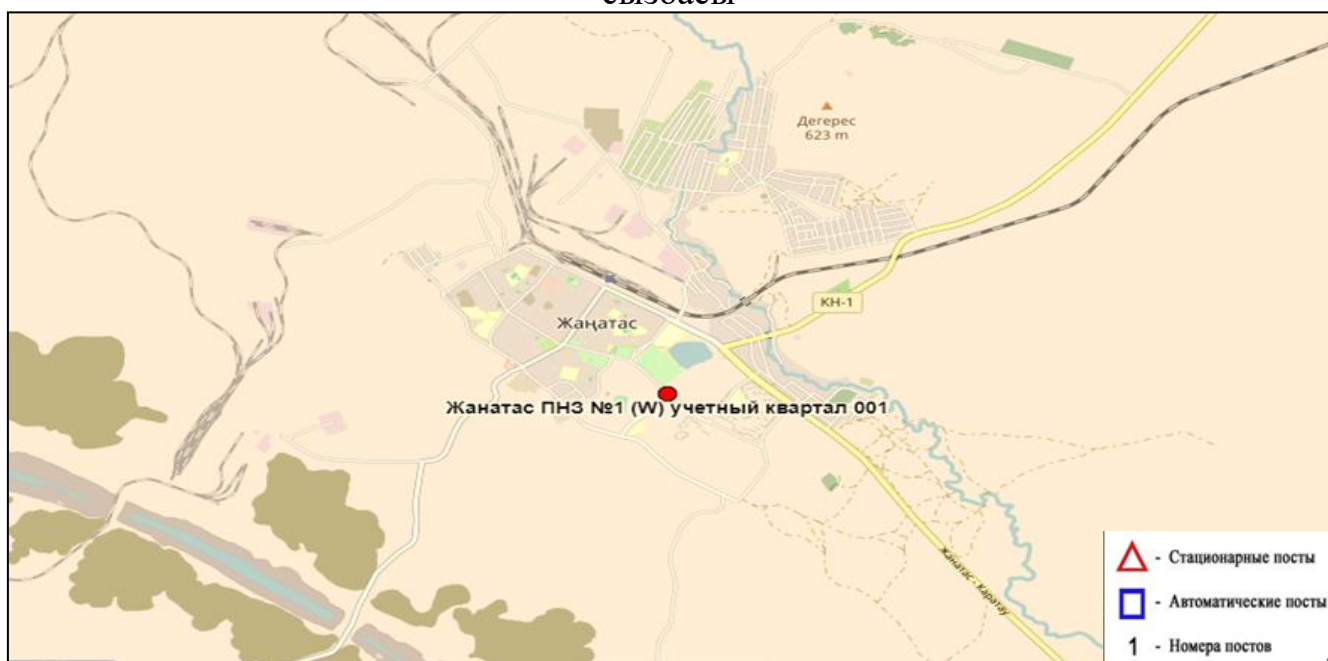 сызбасы
Дегерес
623 m
КН-1
Жаңатас
Жанатас ПНЗ №1 (W) учетный квартал 001
Жанатас - Каратау
- Стационарные посты
- Автоматические посты
1 - Номера постов